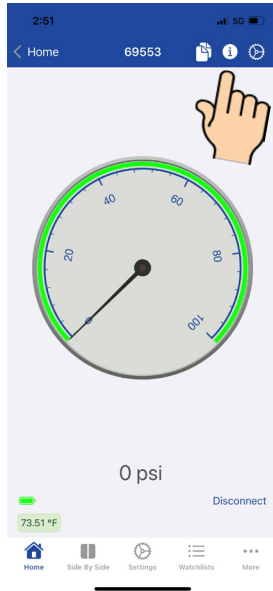 2:51 5G
Home 69553
0
20
40
60
80
100
0 psi
Disconnect
73.51 °F
Home Side By Side Settings Watchlists More